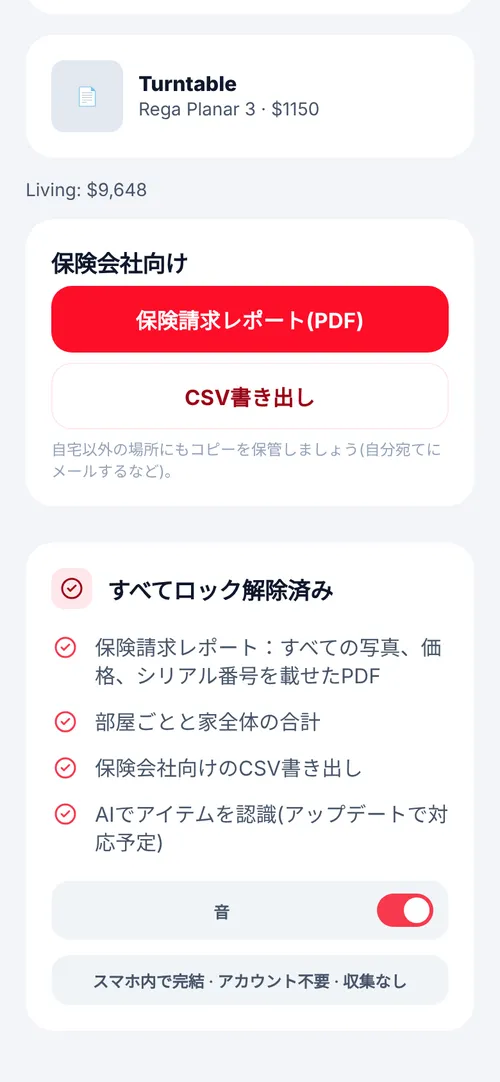 Turntable
Rega Planar 3 · $1150
Living: $9,648
保険会社向け
保険請求レポート(PDF)
CSV書き出し
自宅以外の場所にもコピーを保管しましょう(自分宛てに
メールするなど)。
すべてロック解除済み
保険請求レポート：すべての写真、価
格、シリアル番号を載せたPDF
部屋ごとと家全体の合計
保険会社向けのCSV書き出し
AIでアイテムを認識(アップデートで対
応予定)
音
スマホ内で完結 · アカウント不要 · 収集なし